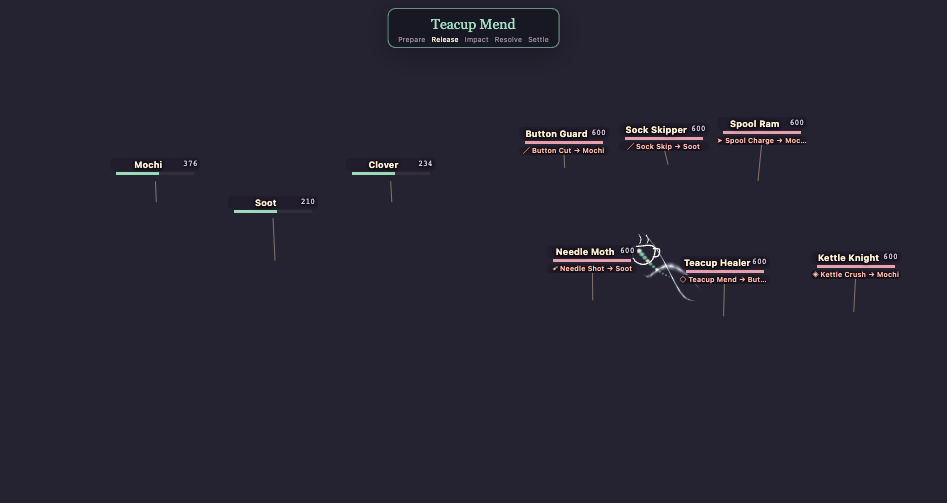 Teacup Mend
Prepare Release Impact Resolve Settle
Button Guard 600
Button Cut → Mochi
Sock Skipper 600
Sock Skip → Soot
Spool Ram 600
Spool Charge → Moc...
Mochi 376
Clover 234
Soot 210
Needle Moth 600
Needle Shot → Soot
Teacup Healer 600
Teacup Mend → But...
Kettle Knight 600
Kettle Crush → Mochi